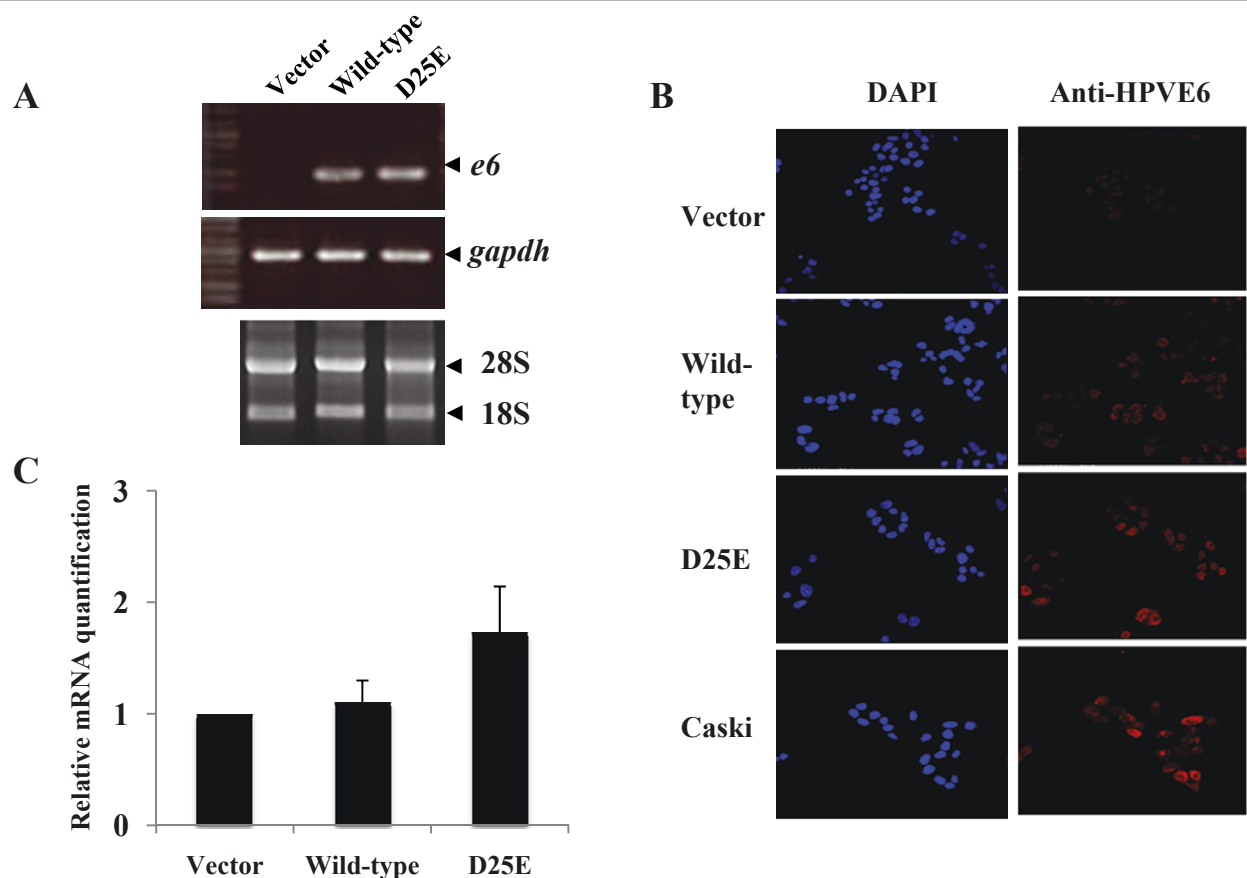 A
Vector
Wild-type
D25E
e6
gapdh
28S
18S
B
DAPI
Anti-HPVE6
Vector
Wild-
type
D25E
Caski
C
Relative mRNA quantification
3
2
1
0
Vector
Wild-type
D25E